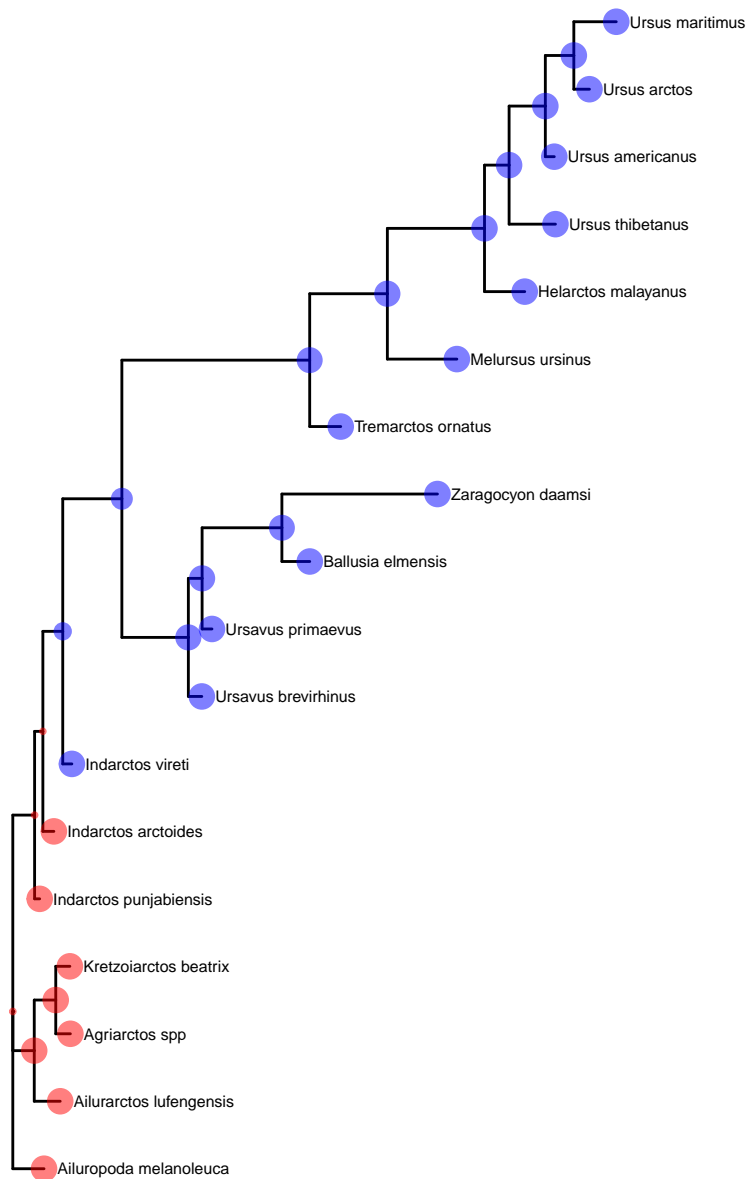 Ursus maritimus
Ursus arctos
Ursus americanus
Ursus thibetanus
Helarctos malayanus
Melursus ursinus
Tremarctos ornatus
Zaragocyon daamsi
Ballusia elmensis
Ursavus primaevus
Ursavus brevirhinus
Indarctos vireti
Indarctos arctoides
Indarctos punjabiensis
Kretzoiarctos beatrix
Agriarctos spp
Ailurarctos lufengensis
Ailuropoda melanoleuca